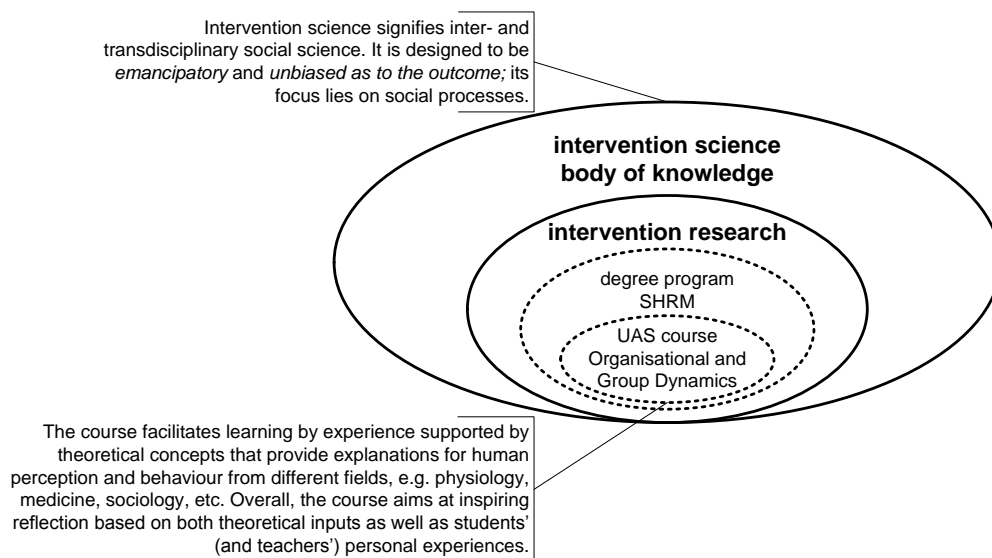 Intervention science signifies inter- and
transdisciplinary social science. It is designed to be
emancipatory and unbiased as to the outcome; its
focus lies on social processes.
intervention science
body of knowledge
intervention research
degree program
SHRM
UAS course
Organisational and
Group Dynamics
The course facilitates learning by experience supported by
theoretical concepts that provide explanations for human
perception and behaviour from different fields, e.g. physiology,
medicine, sociology, etc. Overall, the course aims at inspiring
reflection based on both theoretical inputs as well as students’
(and teachers’) personal experiences.